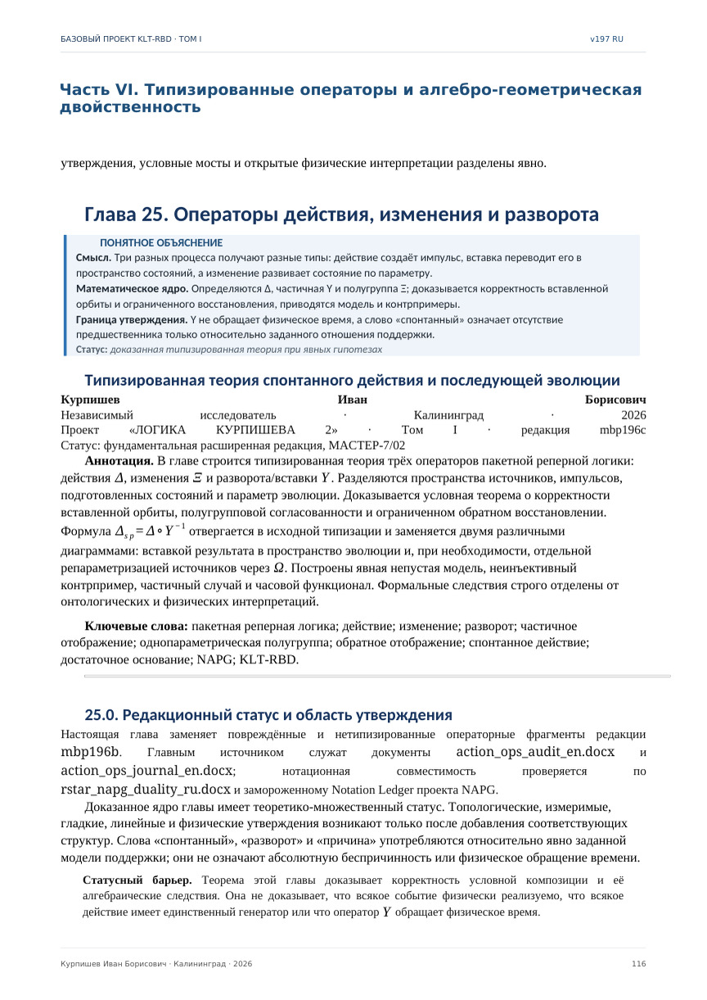 БАЗОВЫЙ ПРОЕКТ KLT-RBD · ТОМ I
v197 RU
Часть VI. Типизированные операторы и алгебро-геометрическая
двойственность
утверждения, условные мосты и открытые физические интерпретации разделены явно.
Глава 25. Операторы действия, изменения и разворота
ПОНЯТНОЕ ОБЪЯСНЕНИЕ
Смысл. Три разных процесса получают разные типы: действие создаёт импульс, вставка переводит его в
пространство состояний, а изменение развивает состояние по параметру.
Математическое ядро. Определяются Δ, частичная Υ и полугруппа Ξ; доказывается корректность вставленной
орбиты и ограниченного восстановления, приводятся модель и контрпримеры.
Граница утверждения. Υ не обращает физическое время, а слово «спонтанный» означает отсутствие
предшественника только относительно заданного отношения поддержки.
Статус: доказанная типизированная теория при явных гипотезах
Типизированная теория спонтанного действия и последующей эволюции
Курпишев Иван Борисович
Независимый исследователь · Калининград · 2026
Проект «ЛОГИКА КУРПИШЕВА 2» · Том I · редакция mbp196c
Статус: фундаментальная расширенная редакция, МАСТЕР-7/02
Аннотация. В главе строится типизированная теория трёх операторов пакетной реперной логики:
действия Δ, изменения Ξ и разворота/вставки Υ. Разделяются пространства источников, импульсов,
подготовленных состояний и параметр эволюции. Доказывается условная теорема о корректности
вставленной орбиты, полугрупповой согласованности и ограниченном обратном восстановлении.
Формула Δ_{sp}=Δ∘Υ^{−1} отвергается в исходной типизации и заменяется двумя различными
диаграммами: вставкой результата в пространство эволюции и, при необходимости, отдельной
репараметризацией источников через Ω. Построены явная непустая модель, неинъективный
контрпример, частичный случай и часовой функционал. Формальные следствия строго отделены от
онтологических и физических интерпретаций.
Ключевые слова: пакетная реперная логика; действие; изменение; разворот; частичное
отображение; однопараметрическая полугруппа; обратное отображение; спонтанное действие;
достаточное основание; NAPG; KLT-RBD.
25.0. Редакционный статус и область утверждения
Настоящая глава заменяет повреждённые и нетипизированные операторные фрагменты редакции
mbp196b. Главным источником служат документы action_ops_audit_en.docx и
action_ops_journal_en.docx; нотационная совместимость проверяется по
rstar_napg_duality_ru.docx и замороженному Notation Ledger проекта NAPG.
Доказанное ядро главы имеет теоретико-множественный статус. Топологические, измеримые,
гладкие, линейные и физические утверждения возникают только после добавления соответствующих
структур. Слова «спонтанный», «разворот» и «причина» употребляются относительно явно заданной
модели поддержки; они не означают абсолютную беспричинность или физическое обращение времени.
Статусный барьер. Теорема этой главы доказывает корректность условной композиции и её
алгебраические следствия. Она не доказывает, что всякое событие физически реализуемо, что всякое
действие имеет единственный генератор или что оператор Υ обращает физическое время.
Курпишев Иван Борисович · Калининград · 2026
116